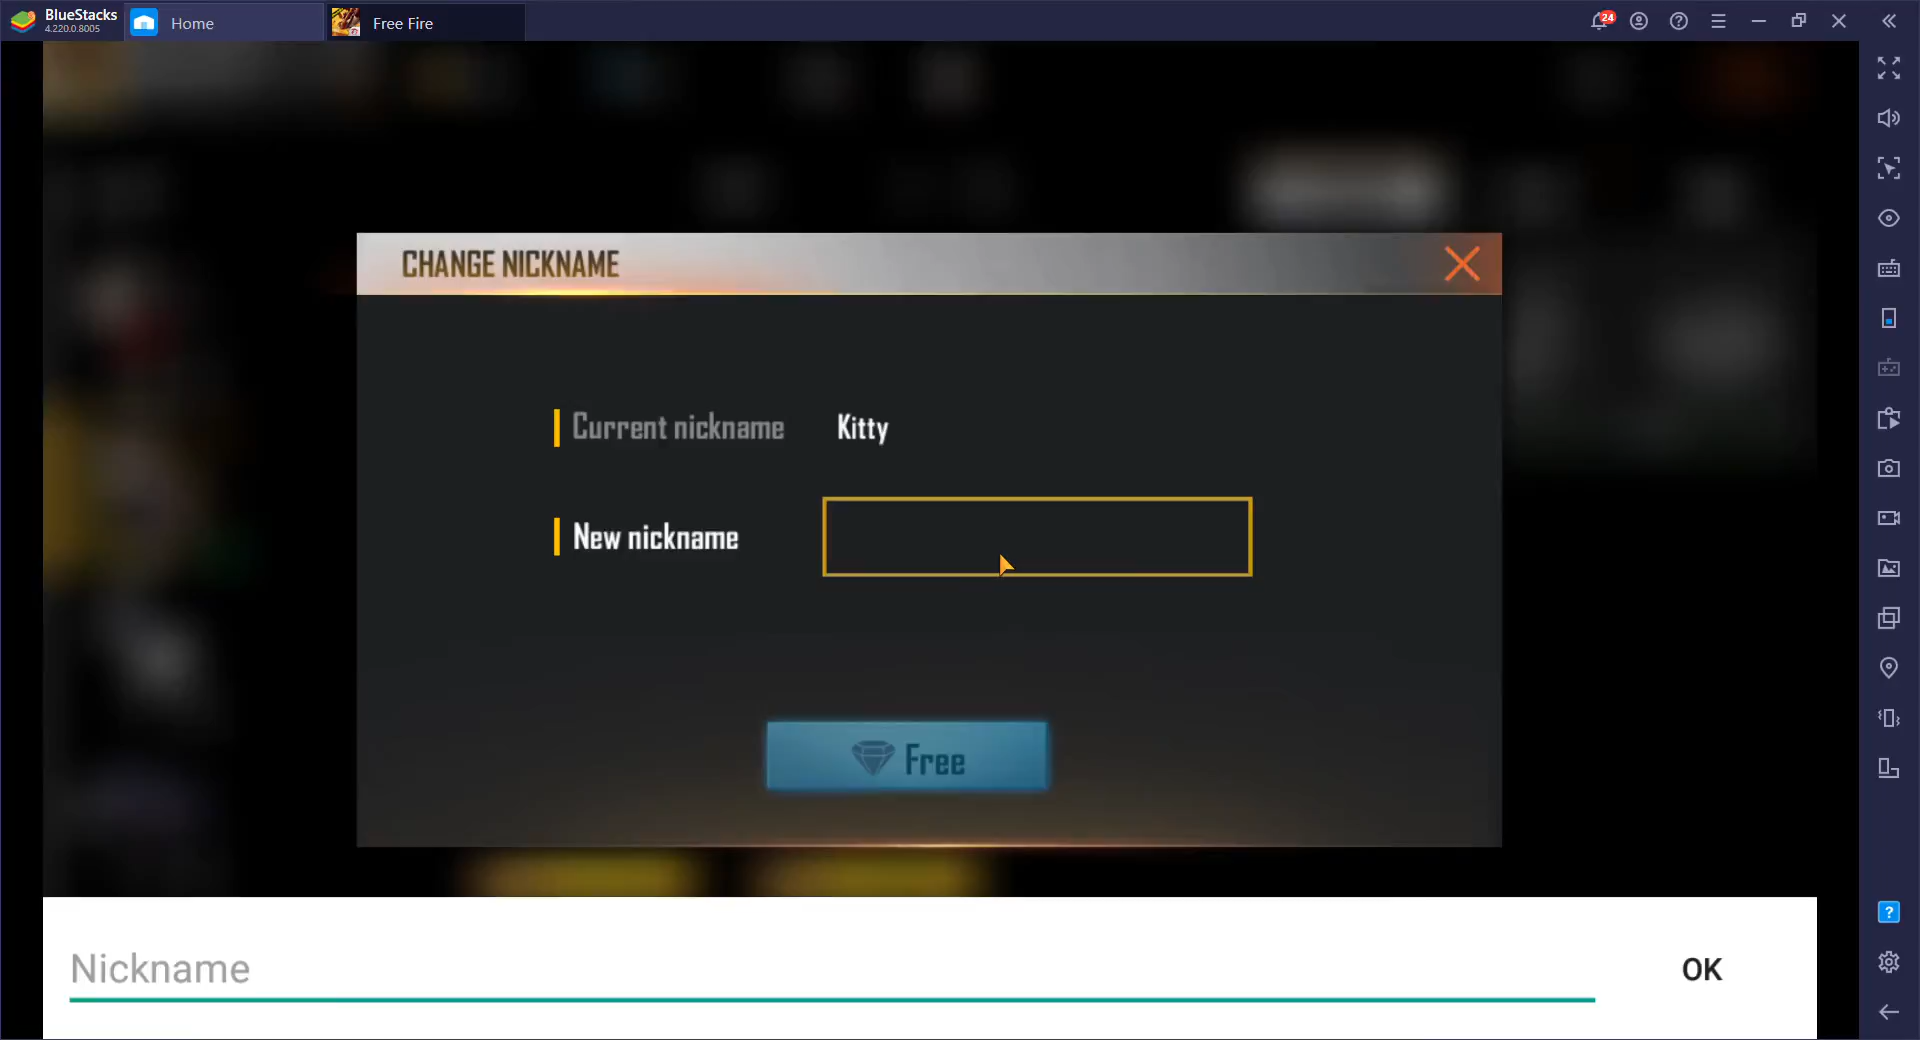 BlueStacks
4.220.0.8005
Home
Free Fire
24
CHANGE NICKNAME
Current nickname Kitty
New nickname
Free
Nickname
OK